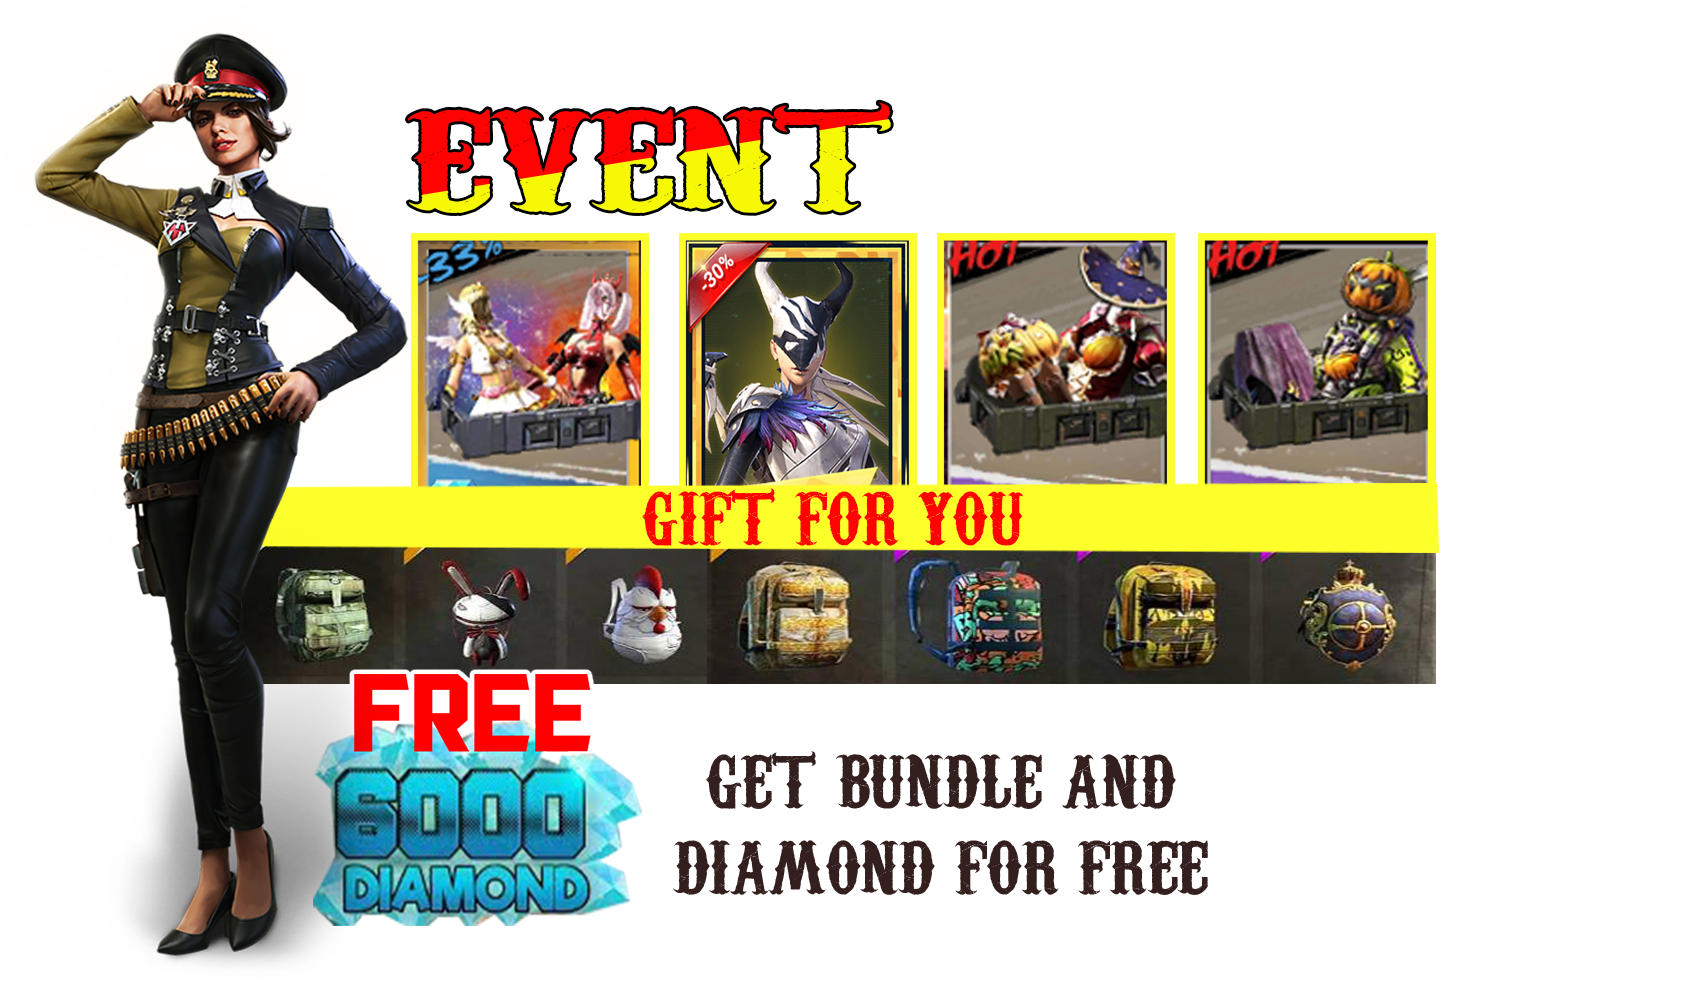 EVENT
-33%
-30%
HOT
HOT
GIFT FOR YOU
FREE
6000
DIAMOND
GET BUNDLE AND
DIAMOND FOR FREE